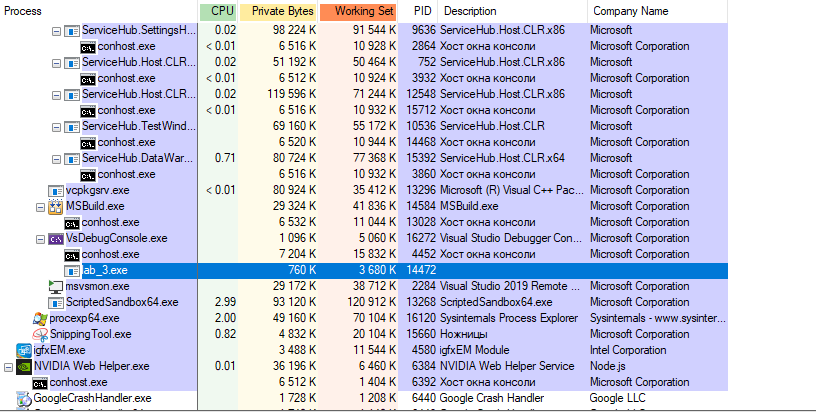 Process CPU Private Bytes Working Set PID Description Company Name
ServiceHub.SettingsH... 0.02 98 224 K 91 544 K 9636 ServiceHub.Host.CLR.x86 Microsoft
conhost.exe < 0.01 6 516 K 10 928 K 2864 Хост окна консоли Microsoft Corporation
ServiceHub.Host.CLR... 0.02 51 192 K 50 464 K 752 ServiceHub.Host.CLR.x86 Microsoft
conhost.exe < 0.01 6 512 K 10 924 K 3932 Хост окна консоли Microsoft Corporation
ServiceHub.Host.CLR... 0.02 119 596 K 71 244 K 12548 ServiceHub.Host.CLR.x86 Microsoft
conhost.exe < 0.01 6 516 K 10 932 K 15712 Хост окна консоли Microsoft Corporation
ServiceHub.TestWind... 69 160 K 55 172 K 10536 ServiceHub.Host.CLR Microsoft
conhost.exe 6 520 K 10 944 K 14468 Хост окна консоли Microsoft Corporation
ServiceHub.DataWar... 0.71 80 724 K 77 368 K 15392 ServiceHub.Host.CLR.x64 Microsoft
conhost.exe 6 516 K 10 932 K 3860 Хост окна консоли Microsoft Corporation
vcpkgsrv.exe < 0.01 80 924 K 35 412 K 13296 Microsoft (R) Visual C++ Pac... Microsoft Corporation
MSBuild.exe 29 324 K 41 836 K 14584 MSBuild.exe Microsoft Corporation
conhost.exe 6 532 K 11 044 K 13028 Хост окна консоли Microsoft Corporation
VsDebugConsole.exe 1 096 K 5 060 K 16272 Visual Studio Debugger Con... Microsoft Corporation
conhost.exe 7 204 K 15 832 K 4452 Хост окна консоли Microsoft Corporation
lab_3.exe 760 K 3 680 K 14472
msvsmon.exe 29 172 K 38 712 K 2284 Visual Studio 2019 Remote ... Microsoft Corporation
ScriptedSandbox64.exe 2.99 93 120 K 120 912 K 13268 ScriptedSandbox64.exe Microsoft Corporation
procexp64.exe 2.00 49 160 K 70 104 K 16120 Sysinternals Process Explorer Sysinternals - www.sysinter...
SnippingTool.exe 0.82 4 832 K 20 104 K 15660 Ножницы Microsoft Corporation
igfxEM.exe 3 488 K 11 544 K 4580 igfxEM Module Intel Corporation
NVIDIA Web Helper.exe 0.01 36 196 K 6 460 K 6384 NVIDIA Web Helper Service Node.js
conhost.exe 6 512 K 1 404 K 6392 Хост окна консоли Microsoft Corporation
GoogleCrashHandler.exe 1 728 K 1 208 K 6440 Google Crash Handler Google LLC